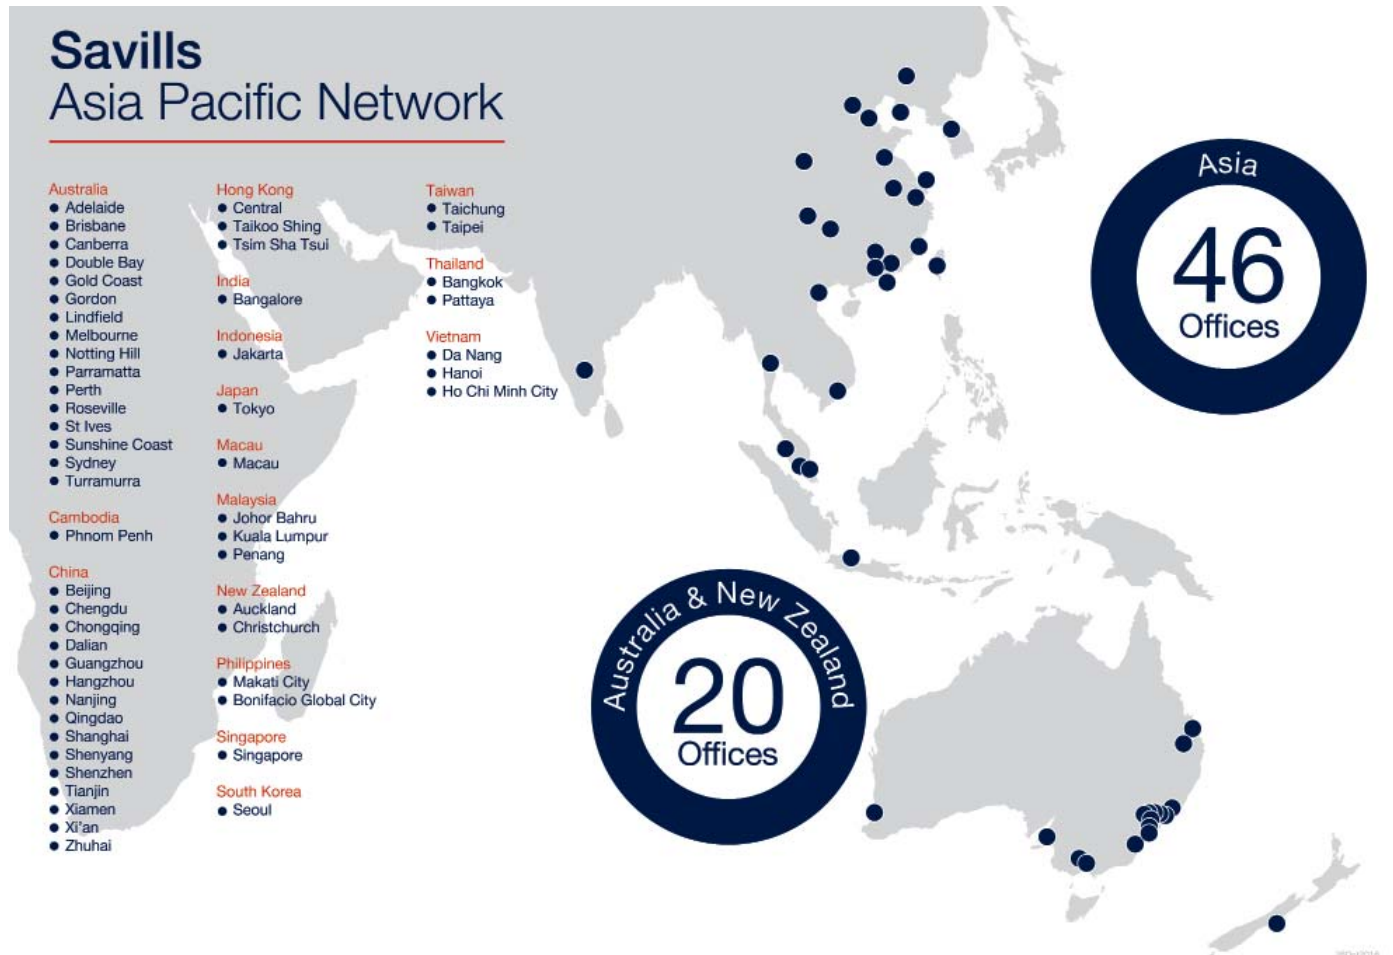 Savills
Asia Pacific Network
Australia
Adelaide
Brisbane
Canberra
Double Bay
Gold Coast
Gordon
Lindfield
Melbourne
Notting Hill
Parramatta
Perth
Roseville
St Ives
Sunshine Coast
Sydney
Turramurra
Cambodia
Phnom Penh
China
Beijing
Chengdu
Chongqing
Dalian
Guangzhou
Hangzhou
Nanjing
Qingdao
Shanghai
Shenyang
Shenzhen
Tianjin
Xiamen
Xi'an
Zhuhai
Hong Kong
Central
Taikoo Shing
Tsim Sha Tsui
India
Bangalore
Indonesia
Jakarta
Japan
Tokyo
Macau
Macau
Malaysia
Johor Bahru
Kuala Lumpur
Penang
New Zealand
Auckland
Christchurch
Philippines
Makati City
Bonifacio Global City
Singapore
Singapore
South Korea
Seoul
Taiwan
Taichung
Taipei
Thailand
Bangkok
Pattaya
Vietnam
Da Nang
Hanoi
Ho Chi Minh City
Asia
46
Offices
Australia & New Zealand
20
Offices